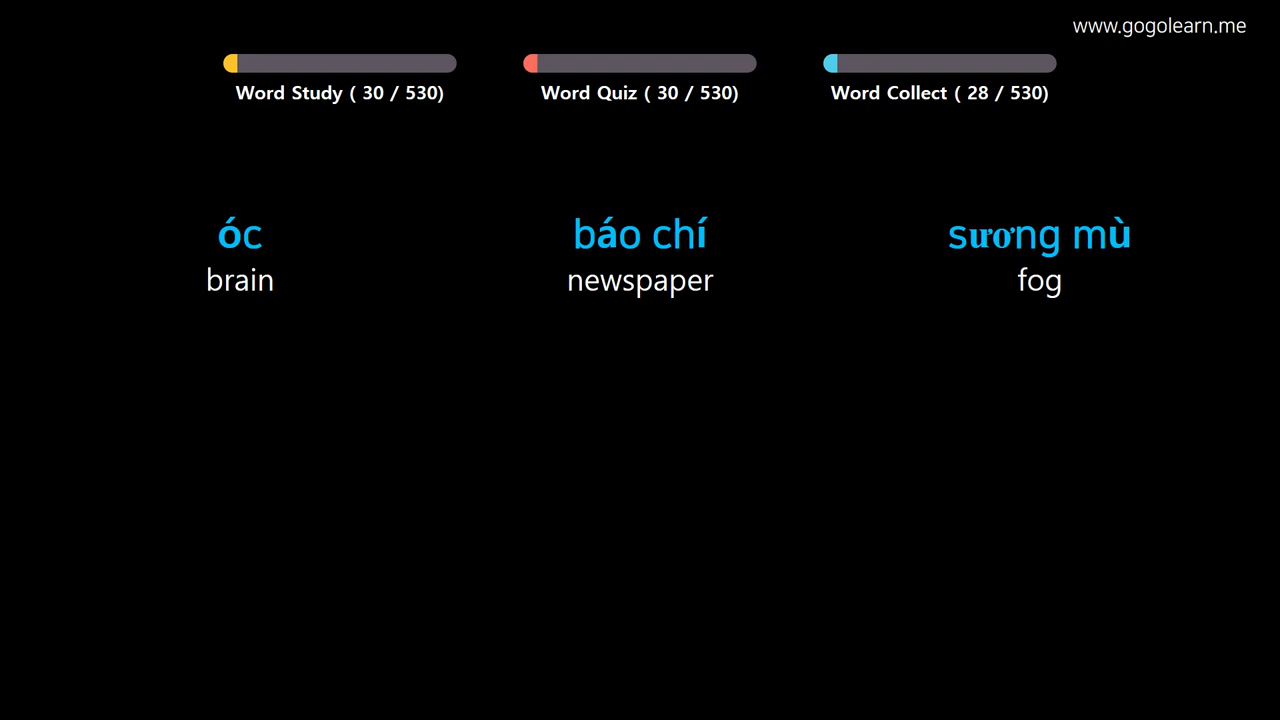 www.gogolearn.me
Word Study ( 30 / 530)
Word Quiz ( 30 / 530)
Word Collect ( 28 / 530)
óc
brain
báo chí
newspaper
sương mù
fog